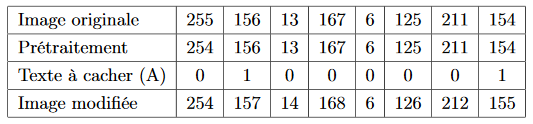 Image originale 255 156 13 167 6 125 211 154
Prétraitement 254 156 13 167 6 125 211 154
Texte à cacher (A) 0 1 0 0 0 0 0 1
Image modifiée 254 157 14 168 6 126 212 155